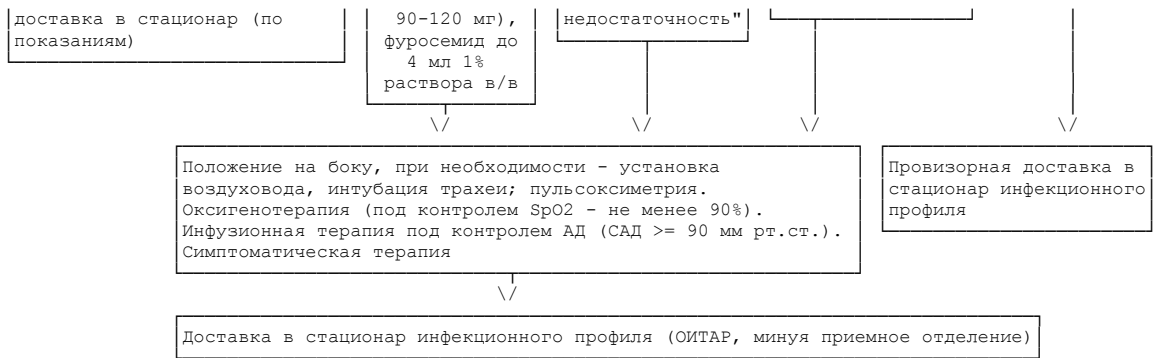 доставка в стационар (по
показаниям)
90-120 мг),
фуросемид до
4 мл 1%
раствора в/в
недостаточность"
Положение на боку, при необходимости - установка
воздуховода, интубация трахеи; пульсоксиметрия.
Оксигенотерапия (под контролем SpO2 - не менее 90%).
Инфузионная терапия под контролем АД (САД >= 90 мм рт.ст.).
Симптоматическая терапия
Провизорная доставка в
стационар инфекционного
профиля
Доставка в стационар инфекционного профиля (ОИТАР, минуя приемное отделение)